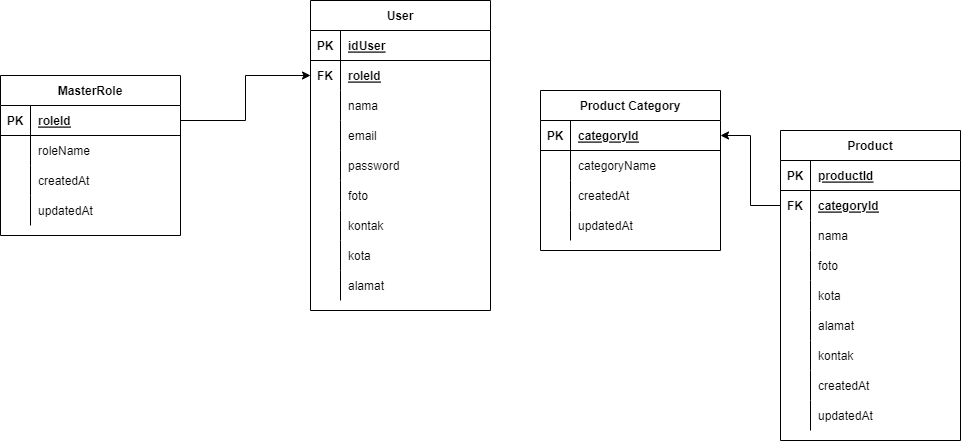 User
PK idUser
FK roleId
nama
email
password
foto
kontak
kota
alamat
MasterRole
PK roleId
roleName
createdAt
updatedAt
Product Category
PK categoryId
categoryName
createdAt
updatedAt
Product
PK productId
FK categoryId
nama
foto
kota
alamat
kontak
createdAt
updatedAt